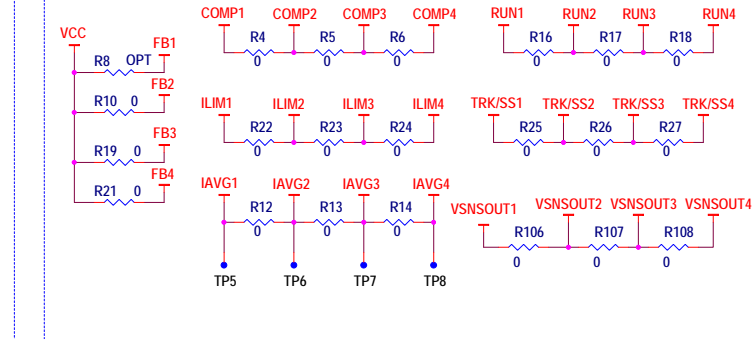 COMP1 COMP2 COMP3 COMP4
RUN1 RUN2 RUN3 RUN4
VCC
FB1
R4 R5 R6
0 0 0
R16 R17 R18
0 0 0
R8 OPT
FB2
R10 0
ILIM1 ILIM2 ILIM3 ILIM4
TRK/SS1 TRK/SS2 TRK/SS3 TRK/SS4
R22 R23 R24
0 0 0
R25 R26 R27
0 0 0
FB3
R19 0
FB4
R21 0
IAVG1 IAVG2 IAVG3 IAVG4
R12 R13 R14
0 0 0
VSNSOUT1 VSNSOUT2 VSNSOUT3 VSNSOUT4
R106 R107 R108
0 0 0
TP5 TP6 TP7 TP8